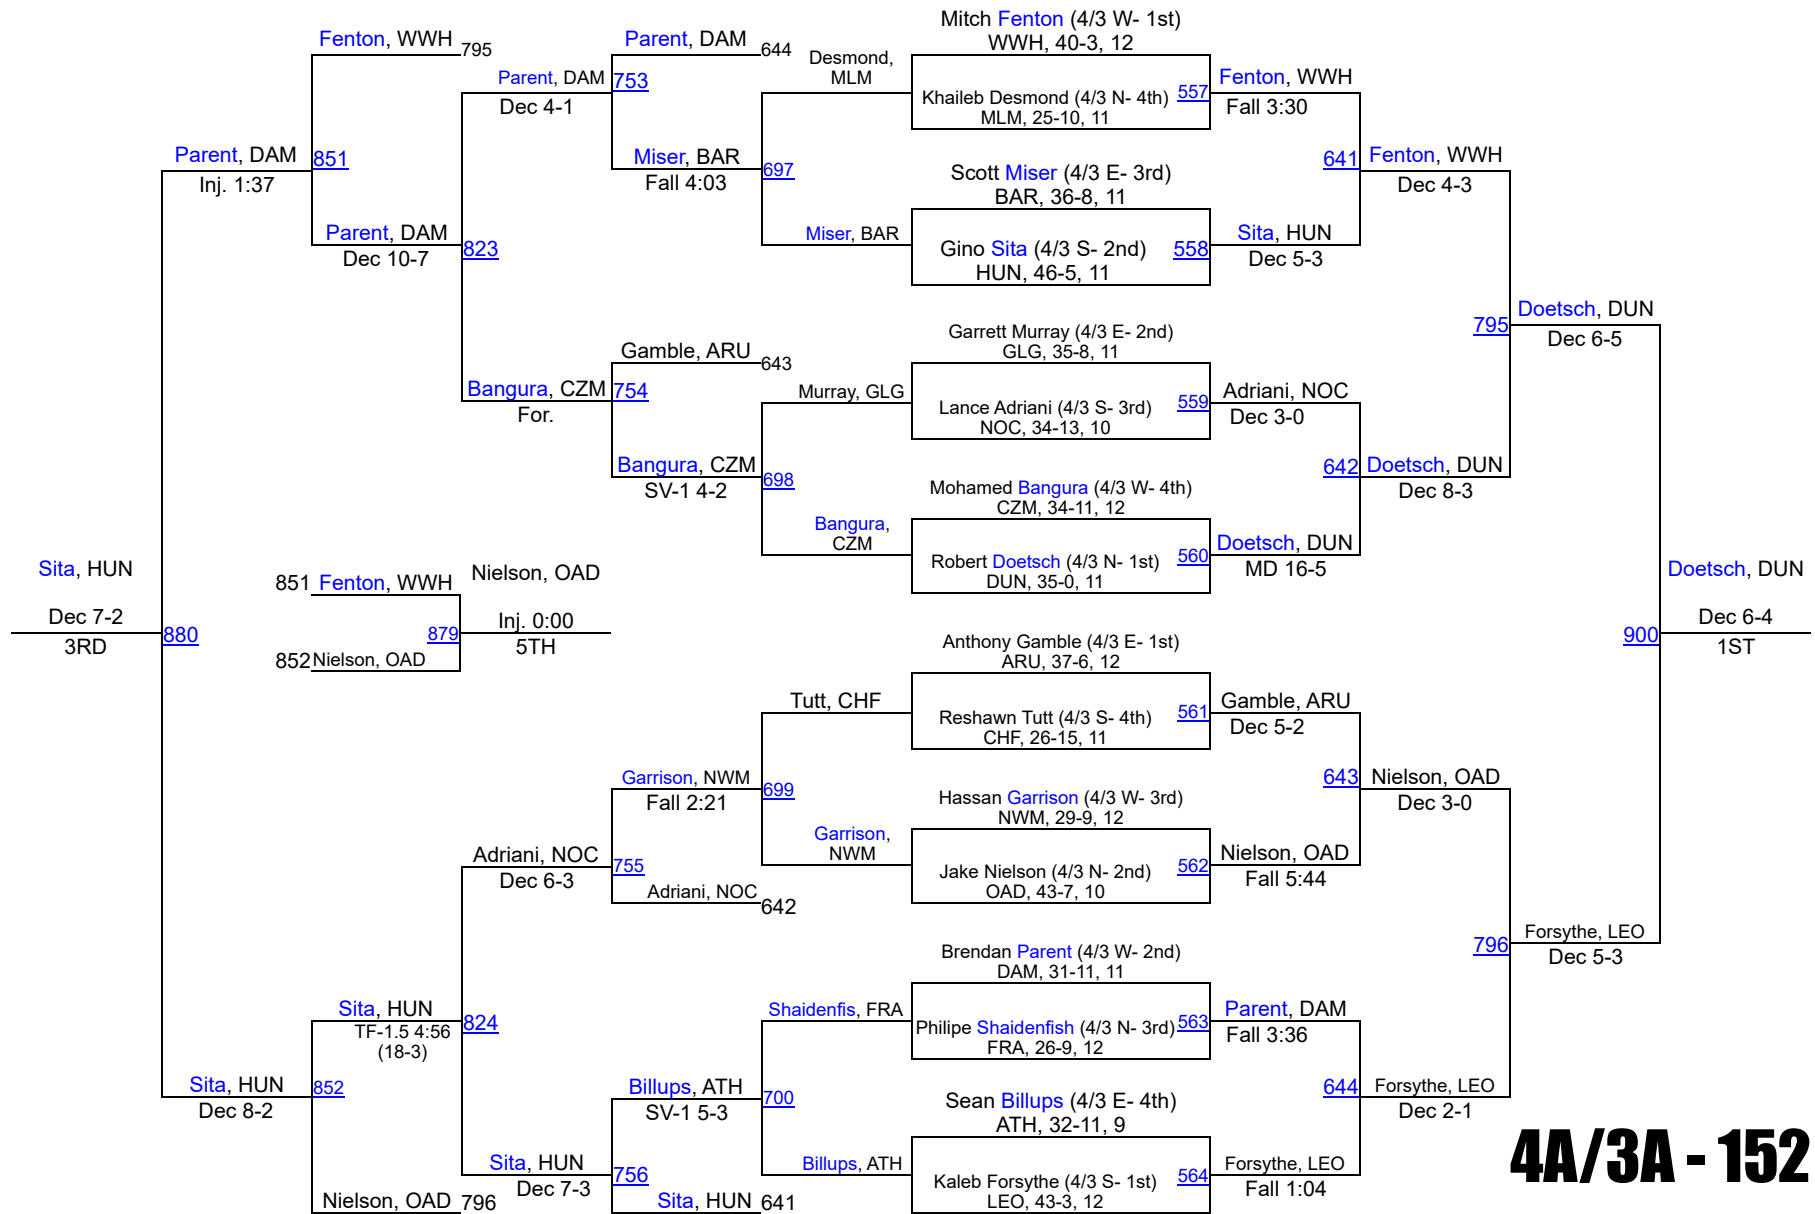 Mitch Fenton (4/3 W- 1st)
WWH, 40-3, 12
Khaileb Desmond (4/3 N- 4th)
MLM, 25-10, 11
557
Scott Miser (4/3 E- 3rd)
BAR, 36-8, 11
Gino Sita (4/3 S- 2nd)
HUN, 46-5, 11
558
Garrett Murray (4/3 E- 2nd)
GLG, 35-8, 11
Lance Adriani (4/3 S- 3rd)
NOC, 34-13, 10
559
Mohamed Bangura (4/3 W- 4th)
CZM, 34-11, 12
Robert Doetsch (4/3 N- 1st)
DUN, 35-0, 11
560
Anthony Gamble (4/3 E- 1st)
ARU, 37-6, 12
Reshawn Tutt (4/3 S- 4th)
CHF, 26-15, 11
561
Hassan Garrison (4/3 W- 3rd)
NWM, 29-9, 12
Jake Nielson (4/3 N- 2nd)
OAD, 43-7, 10
562
Brendan Parent (4/3 W- 2nd)
DAM, 31-11, 11
Philipe Shaidenfish (4/3 N- 3rd)
FRA, 26-9, 12
563
Sean Billups (4/3 E- 4th)
ATH, 32-11, 9
Kaleb Forsythe (4/3 S- 1st)
LEO, 43-3, 12
564
Fenton, WWH
Fall 3:30
Sita, HUN
Dec 5-3
Adriani, NOC
Dec 3-0
Doetsch, DUN
MD 16-5
Gamble, ARU
Dec 5-2
Nielson, OAD
Fall 5:44
Parent, DAM
Fall 3:36
Forsythe, LEO
Fall 1:04
641
Fenton, WWH
Dec 4-3
642
Doetsch, DUN
Dec 8-3
643
Nielson, OAD
Dec 3-0
644
Forsythe, LEO
Dec 2-1
795
Doetsch, DUN
Dec 6-5
796
Forsythe, LEO
Dec 5-3
900
Doetsch, DUN
Dec 6-4
1ST
Desmond,
MLM
Miser, BAR
697
Murray, GLG
Bangura,
CZM
698
Tutt, CHF
Garrison,
NWM
699
Shaidenfis, FRA
Billups, ATH
700
Parent, DAM
644
753
Miser, BAR
Fall 4:03
Gamble, ARU
643
754
Bangura, CZM
SV-1 4-2
Garrison, NWM
Fall 2:21
755
Adriani, NOC
642
Billups, ATH
SV-1 5-3
756
Sita, HUN
641
Parent, DAM
Dec 4-1
823
Bangura, CZM
For.
Adriani, NOC
Dec 6-3
824
Sita, HUN
Dec 7-3
Fenton, WWH
795
851
Parent, DAM
Dec 10-7
Sita, HUN
TF-1.5 4:56
(18-3)
852
Nielson, OAD
796
Parent, DAM
Inj. 1:37
880
Sita, HUN
Dec 8-2
Sita, HUN
Dec 7-2
3RD
851
Fenton, WWH
852
Nielson, OAD
879
Nielson, OAD
Inj. 0:00
5TH
4A/3A - 152